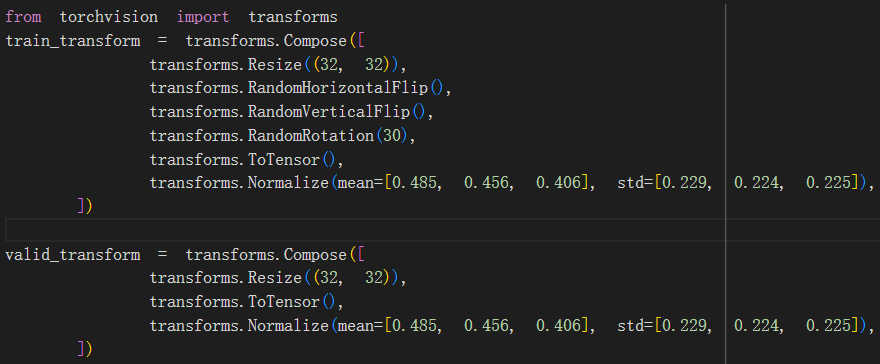 from torchvision import transforms
train_transform = transforms.Compose([
transforms.Resize((32, 32)),
transforms.RandomHorizontalFlip(),
transforms.RandomVerticalFlip(),
transforms.RandomRotation(30),
transforms.ToTensor(),
transforms.Normalize(mean=[0.485, 0.456, 0.406], std=[0.229, 0.224, 0.225]),
])
valid_transform = transforms.Compose([
transforms.Resize((32, 32)),
transforms.ToTensor(),
transforms.Normalize(mean=[0.485, 0.456, 0.406], std=[0.229, 0.224, 0.225]),
])